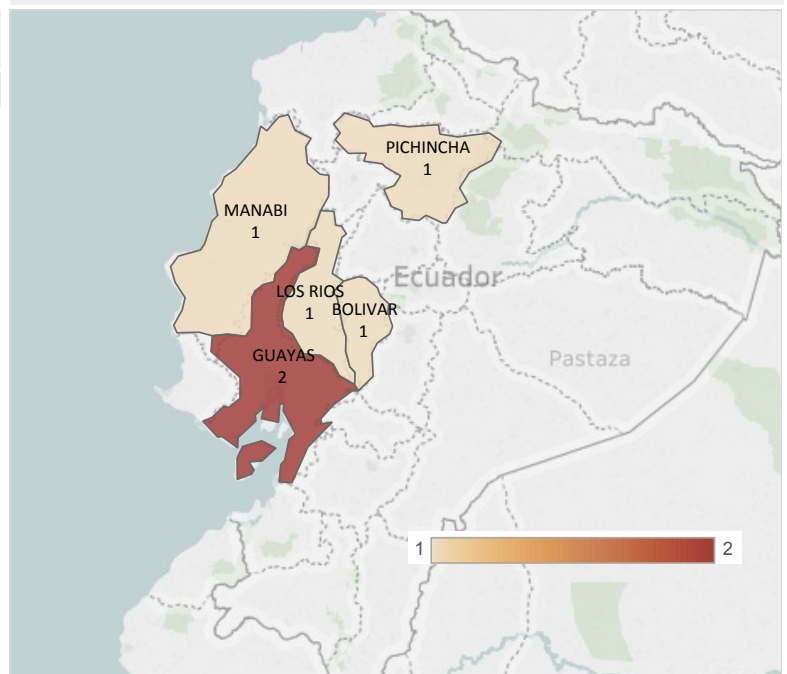 PICHINCHA
1
MANABI
1
Ecuador
LOS RIOS
1
BOLIVAR
1
GUAYAS
2
Pastaza
1
2